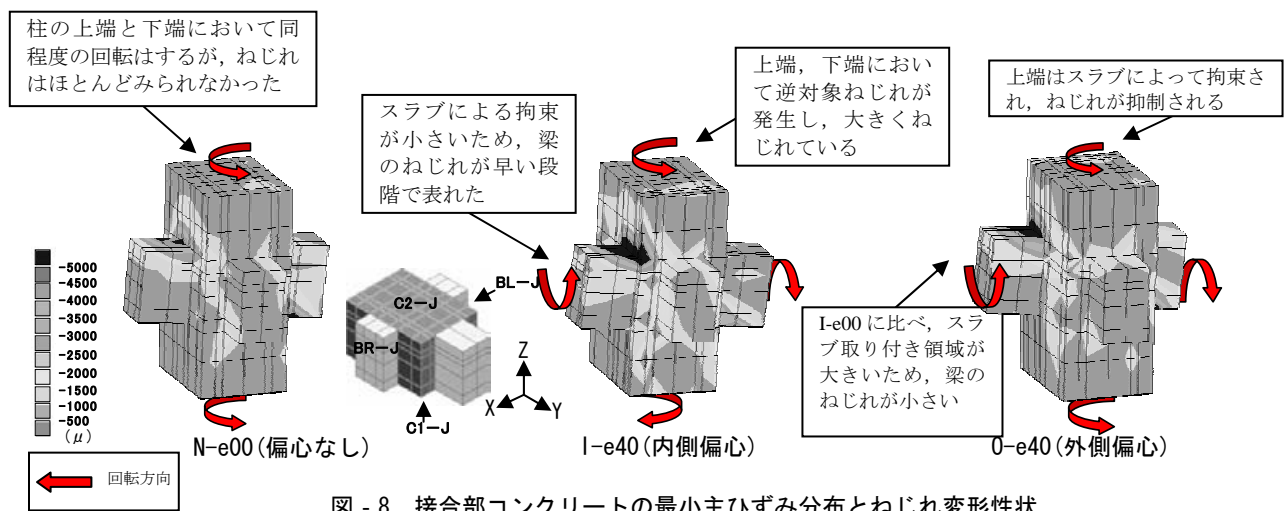 柱の上端と下端において同
程度の回転はするが，ねじれ
はほとんどみられなかった
スラブによる拘束
が小さいため，梁
のねじれが早い段
階で表れた
上端，下端におい
て逆対象ねじれが
発生し，大きくね
じれている
上端はスラブによって拘束さ
れ，ねじれが抑制される
I-e00 に比べ，スラ
ブ取り付き領域が
大きいため，梁の
ねじれが小さい
-5000
-4500
-4000
-3500
-3000
-2500
-2000
-1500
-1000
-500
(μ)
C2-J
BL-J
BR-J
C1-J
Z
X
Y
N-e00(偏心なし)
I-e40(内側偏心)
O-e40(外側偏心)
回転方向
図-8 接合部コンクリートの最小主ひずみ分布とねじれ変形性状